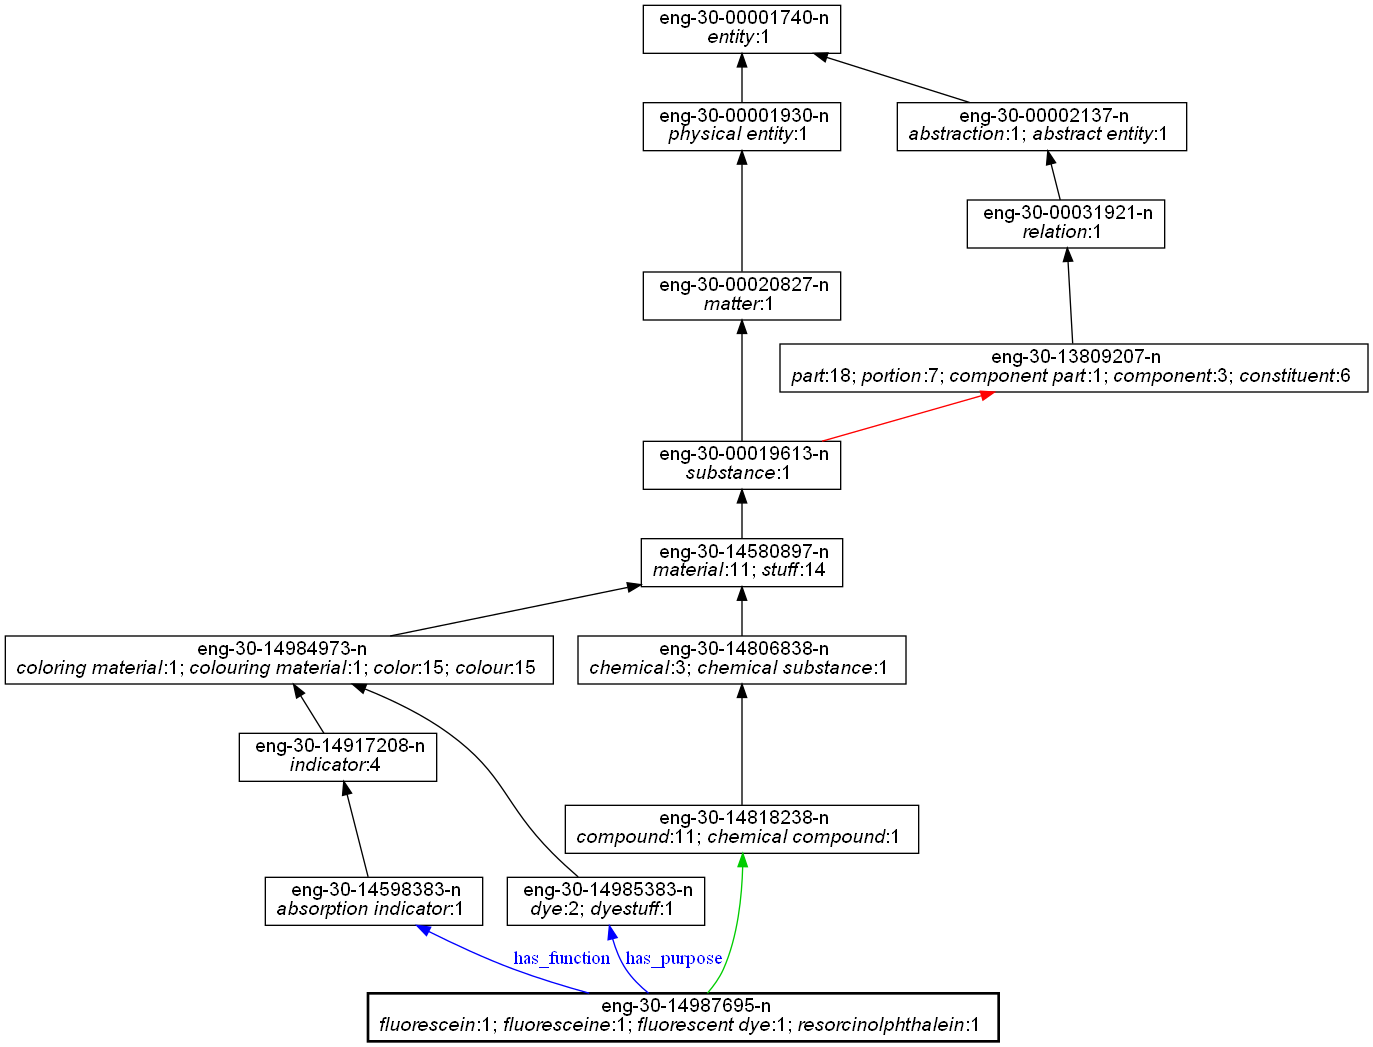 eng-30-00001740-n
entity:1
eng-30-00001930-n
physical entity:1
eng-30-00002137-n
abstraction:1; abstract entity:1
eng-30-00031921-n
relation:1
eng-30-00020827-n
matter:1
eng-30-13809207-n
part:18; portion:7; component part:1; component:3; constituent:6
eng-30-00019613-n
substance:1
eng-30-14580897-n
material:11; stuff:14
eng-30-14984973-n
coloring material:1; colouring material:1; color:15; colour:15
eng-30-14806838-n
chemical:3; chemical substance:1
eng-30-14917208-n
indicator:4
eng-30-14818238-n
compound:11; chemical compound:1
eng-30-14598383-n
absorption indicator:1
eng-30-14985383-n
dye:2; dyestuff:1
has_function
has_purpose
eng-30-14987695-n
fluorescein:1; fluoresceine:1; fluorescent dye:1; resorcinolphthalein:1